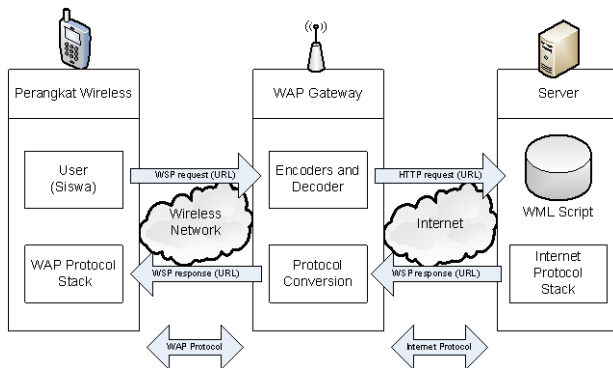 Perangkat Wireless
WAP Gateway
Server
User
(Siswa)
WSP request (URL)
Encoders and
Decoder
HTTP request (URL)
WML Script
Wireless
Network
Internet
WAP Protocol
Stack
WSP response (URL)
Protocol
Conversion
WSP response (URL)
Internet
Protocol
Stack
WAP Protocol
Internet Protocol